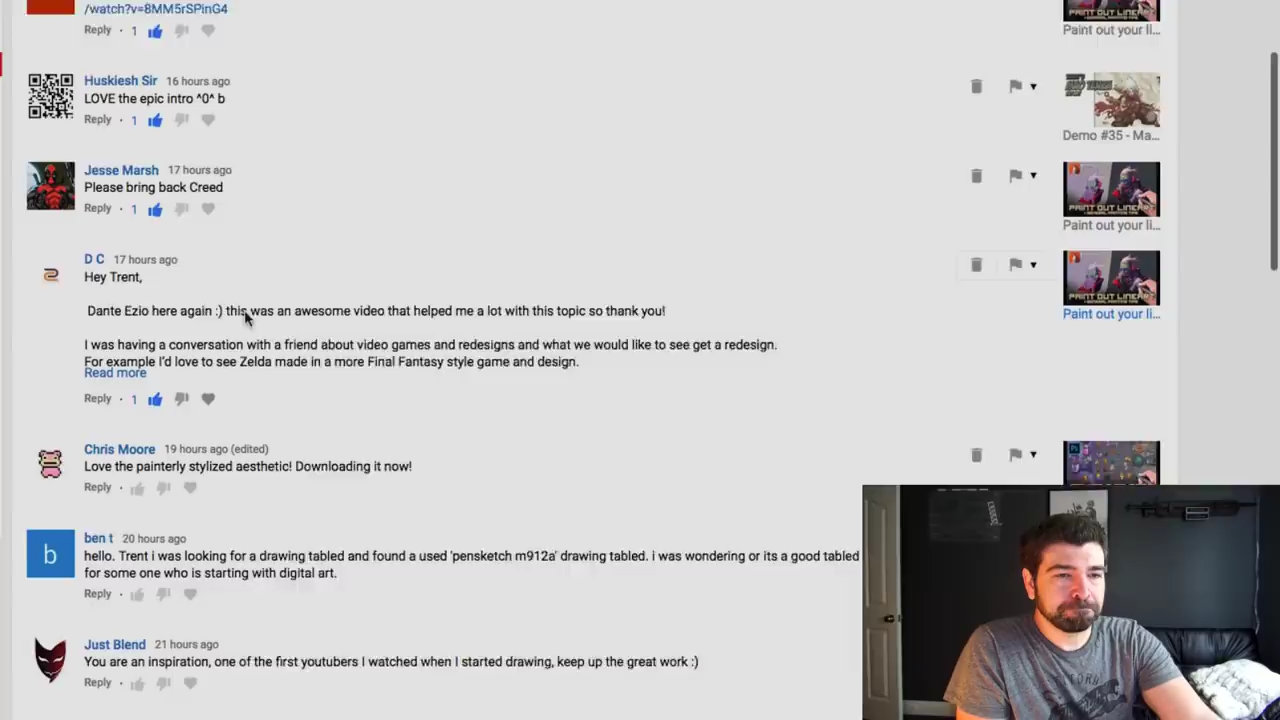 /watch?v=8MM5rSPinG4
Reply · 1
Paint out your li...
Huskiesh Sir 16 hours ago
LOVE the epic intro ^0^ b
Reply · 1
Demo #35 - Ma...
Jesse Marsh 17 hours ago
Please bring back Creed
Reply · 1
PAINT OUT LINEART
Paint out your li...
D C 17 hours ago
Hey Trent,
Dante Ezio here again :) this was an awesome video that helped me a lot with this topic so thank you!
I was having a conversation with a friend about video games and redesigns and what we would like to see get a redesign.
For example I'd love to see Zelda made in a more Final Fantasy style game and design.
Read more
Reply · 1
PAINT OUT LINEART
Paint out your li...
Chris Moore 19 hours ago (edited)
Love the painterly stylized aesthetic! Downloading it now!
Reply ·
b
ben t 20 hours ago
hello. Trent i was looking for a drawing tabled and found a used 'pensketch m912a' drawing tabled. i was wondering or its a good tabled
for some one who is starting with digital art.
Reply ·
Just Blend 21 hours ago
You are an inspiration, one of the first youtubers I watched when I started drawing, keep up the great work :)
Reply ·